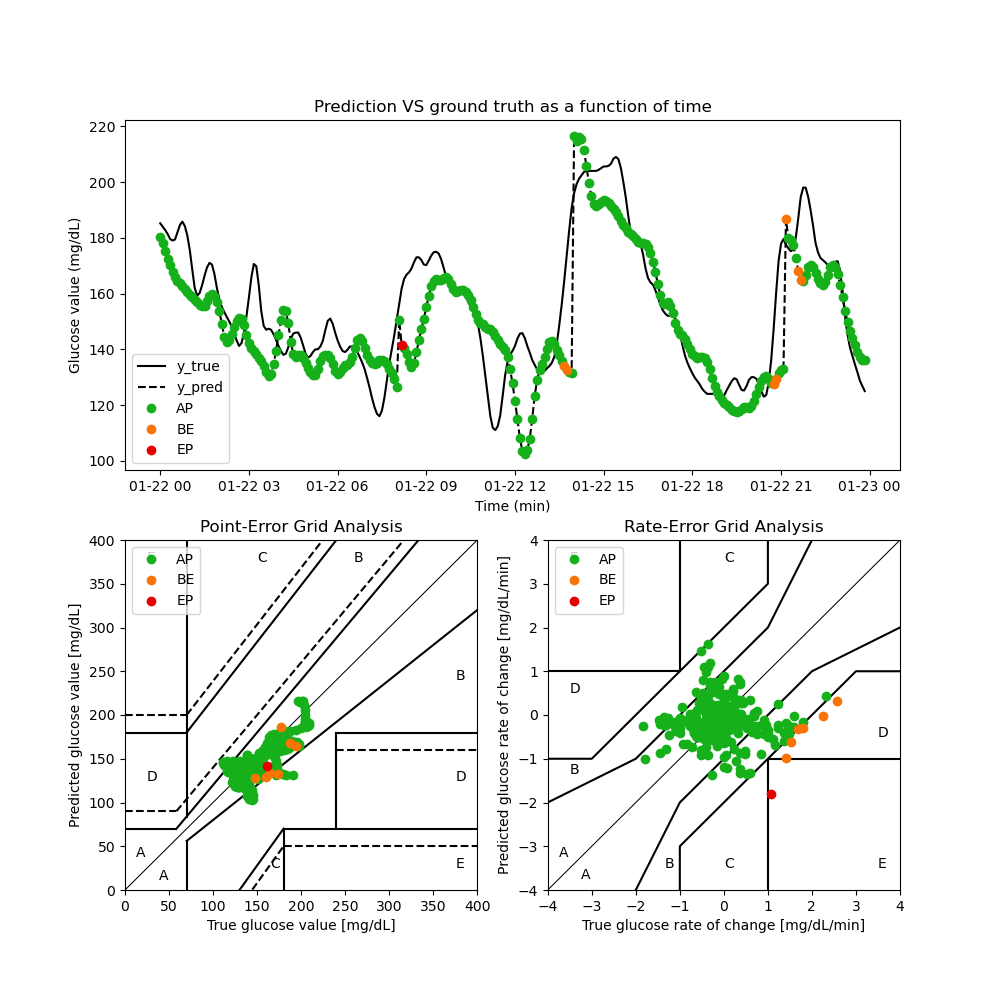 Prediction VS ground truth as a function of time
Glucose value (mg/dL)
220
200
180
160
140
120
100
y_true
y_pred
AP
BE
EP
01-22 00 01-22 03 01-22 06 01-22 09 01-22 12 01-22 15 01-22 18 01-22 21 01-23 00
Time (min)
Point-Error Grid Analysis
Predicted glucose value [mg/dL]
400
350
300
250
200
150
100
50
0
AP
BE
EP
C
B
B
D
D
A
A
C
E
0 50 100 150 200 250 300 350 400
True glucose value [mg/dL]
Rate-Error Grid Analysis
Predicted glucose rate of change [mg/dL/min]
4
3
2
1
0
−1
−2
−3
−4
AP
BE
EP
C
D
D
B
A
A
B
C
E
−4 −3 −2 −1 0 1 2 3 4
True glucose rate of change [mg/dL/min]